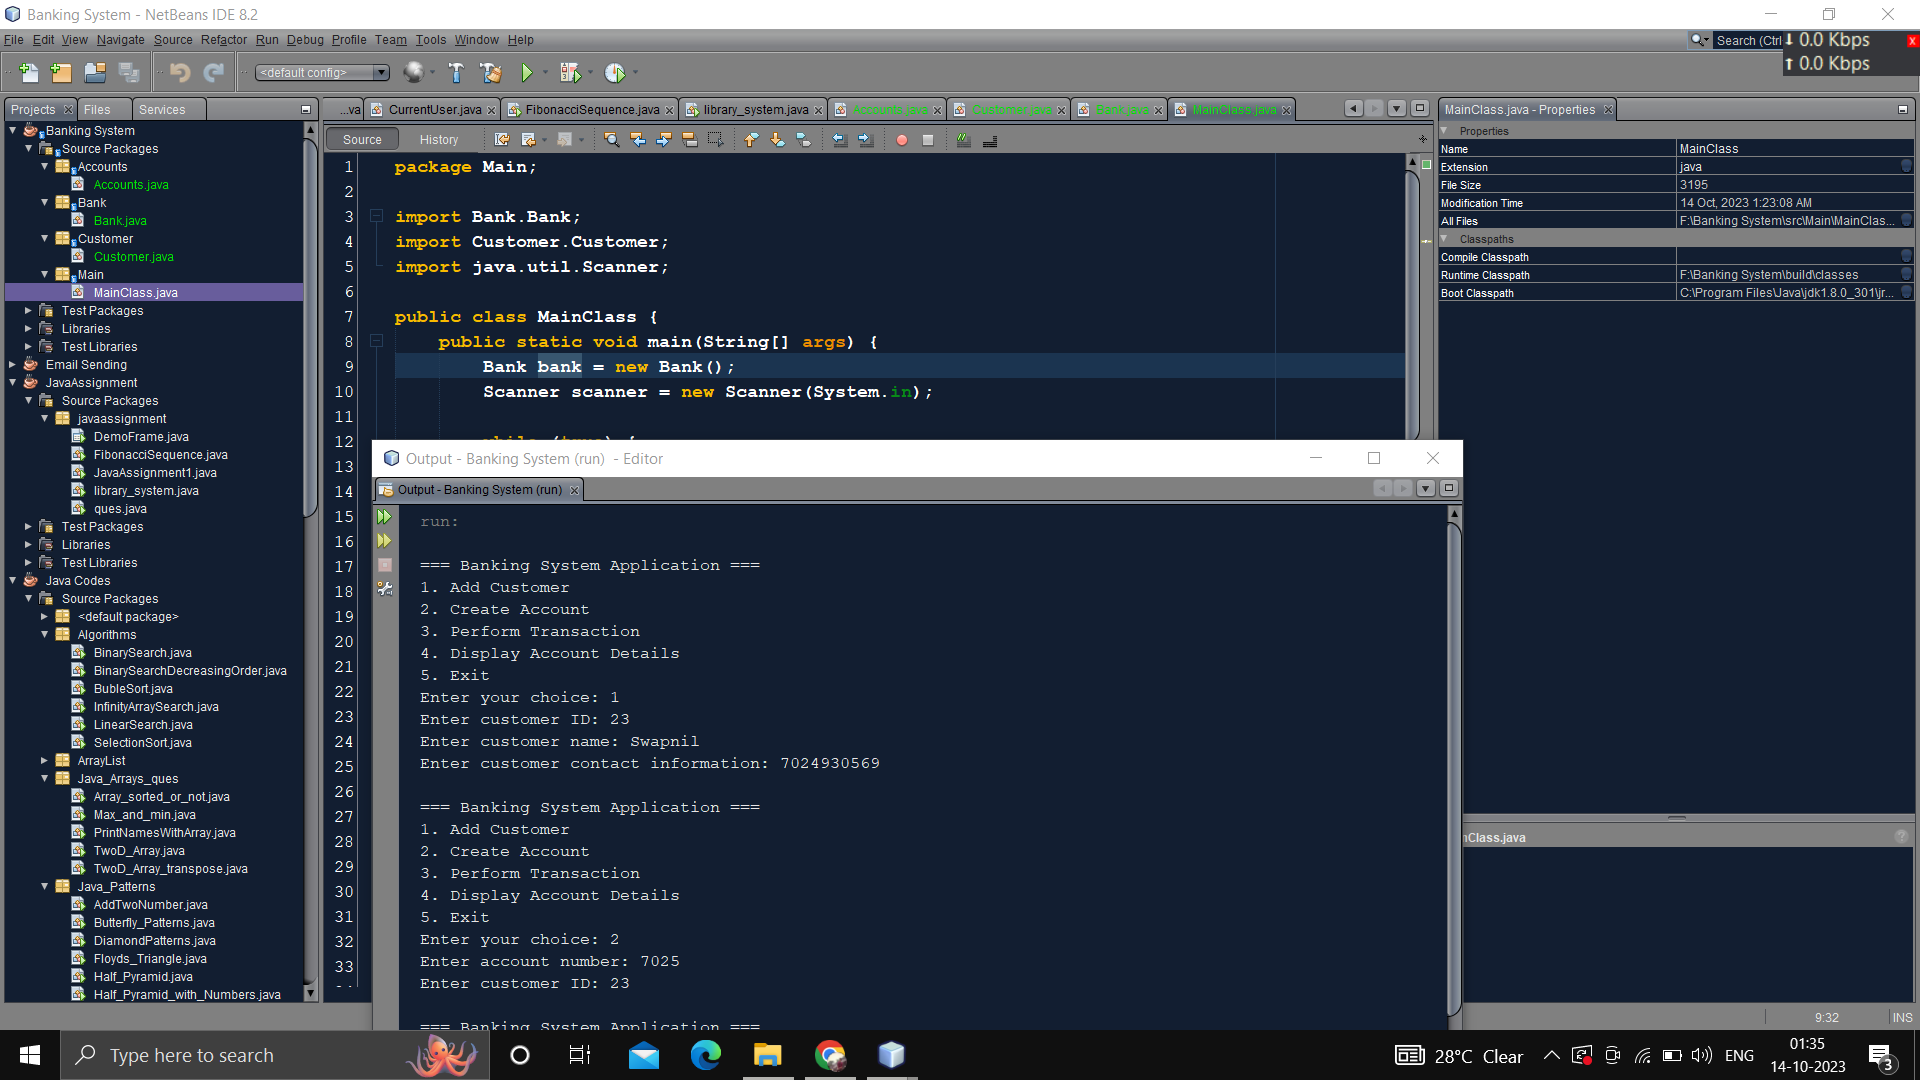 Banking System - NetBeans IDE 8.2
File Edit View Navigate Source Refactor Run Debug Profile Team Tools Window Help
Search (Ctrl
0.0 Kbps
0.0 Kbps
<default config>
Projects Files Services
Banking System
Source Packages
Accounts
Accounts.java
Bank
Bank.java
Customer
Customer.java
Main
MainClass.java
Test Packages
Libraries
Test Libraries
Email Sending
JavaAssignment
Source Packages
javaassignment
DemoFrame.java
FibonacciSequence.java
JavaAssignment1.java
library_system.java
ques.java
Test Packages
Libraries
Test Libraries
Java Codes
Source Packages
<default package>
Algorithms
BinarySearch.java
BinarySearchDecreasingOrder.java
BubleSort.java
InfinityArraySearch.java
LinearSearch.java
SelectionSort.java
ArrayList
Java_Arrays_ques
Array_sorted_or_not.java
Max_and_min.java
PrintNamesWithArray.java
TwoD_Array.java
TwoD_Array_transpose.java
Java_Patterns
AddTwoNumber.java
Butterfly_Patterns.java
DiamondPatterns.java
Floyds_Triangle.java
Half_Pyramid.java
Half_Pyramid_with_Numbers.java
...va CurrentUser.java FibonacciSequence.java library_system.java Accounts.java Customer.java Bank.java MainClass.java
Source History
1 package Main;
2
3 import Bank.Bank;
4 import Customer.Customer;
5 import java.util.Scanner;
6
7 public class MainClass {
8 public static void main(String[] args) {
9 Bank bank = new Bank();
10 Scanner scanner = new Scanner(System.in);
11
12 while (true) {
13
14
15
16
17
18
19
20
21
22
23
24
25
26
27
28
29
30
31
32
33
Output - Banking System (run) - Editor
Output - Banking System (run)
run:
=== Banking System Application ===
1. Add Customer
2. Create Account
3. Perform Transaction
4. Display Account Details
5. Exit
Enter your choice: 1
Enter customer ID: 23
Enter customer name: Swapnil
Enter customer contact information: 7024930569
=== Banking System Application ===
1. Add Customer
2. Create Account
3. Perform Transaction
4. Display Account Details
5. Exit
Enter your choice: 2
Enter account number: 7025
Enter customer ID: 23
=== Banking System Application ===
MainClass.java - Properties
Properties
Name MainClass
Extension java
File Size 3195
Modification Time 14 Oct, 2023 1:23:08 AM
All Files F:\Banking System\src\Main\MainClas...
Classpaths
Compile Classpath
Runtime Classpath F:\Banking System\build\classes
Boot Classpath C:\Program Files\Java\jdk1.8.0_301\jr...
nClass.java
9:32 INS
Type here to search
28°C Clear
ENG
01:35
14-10-2023
3